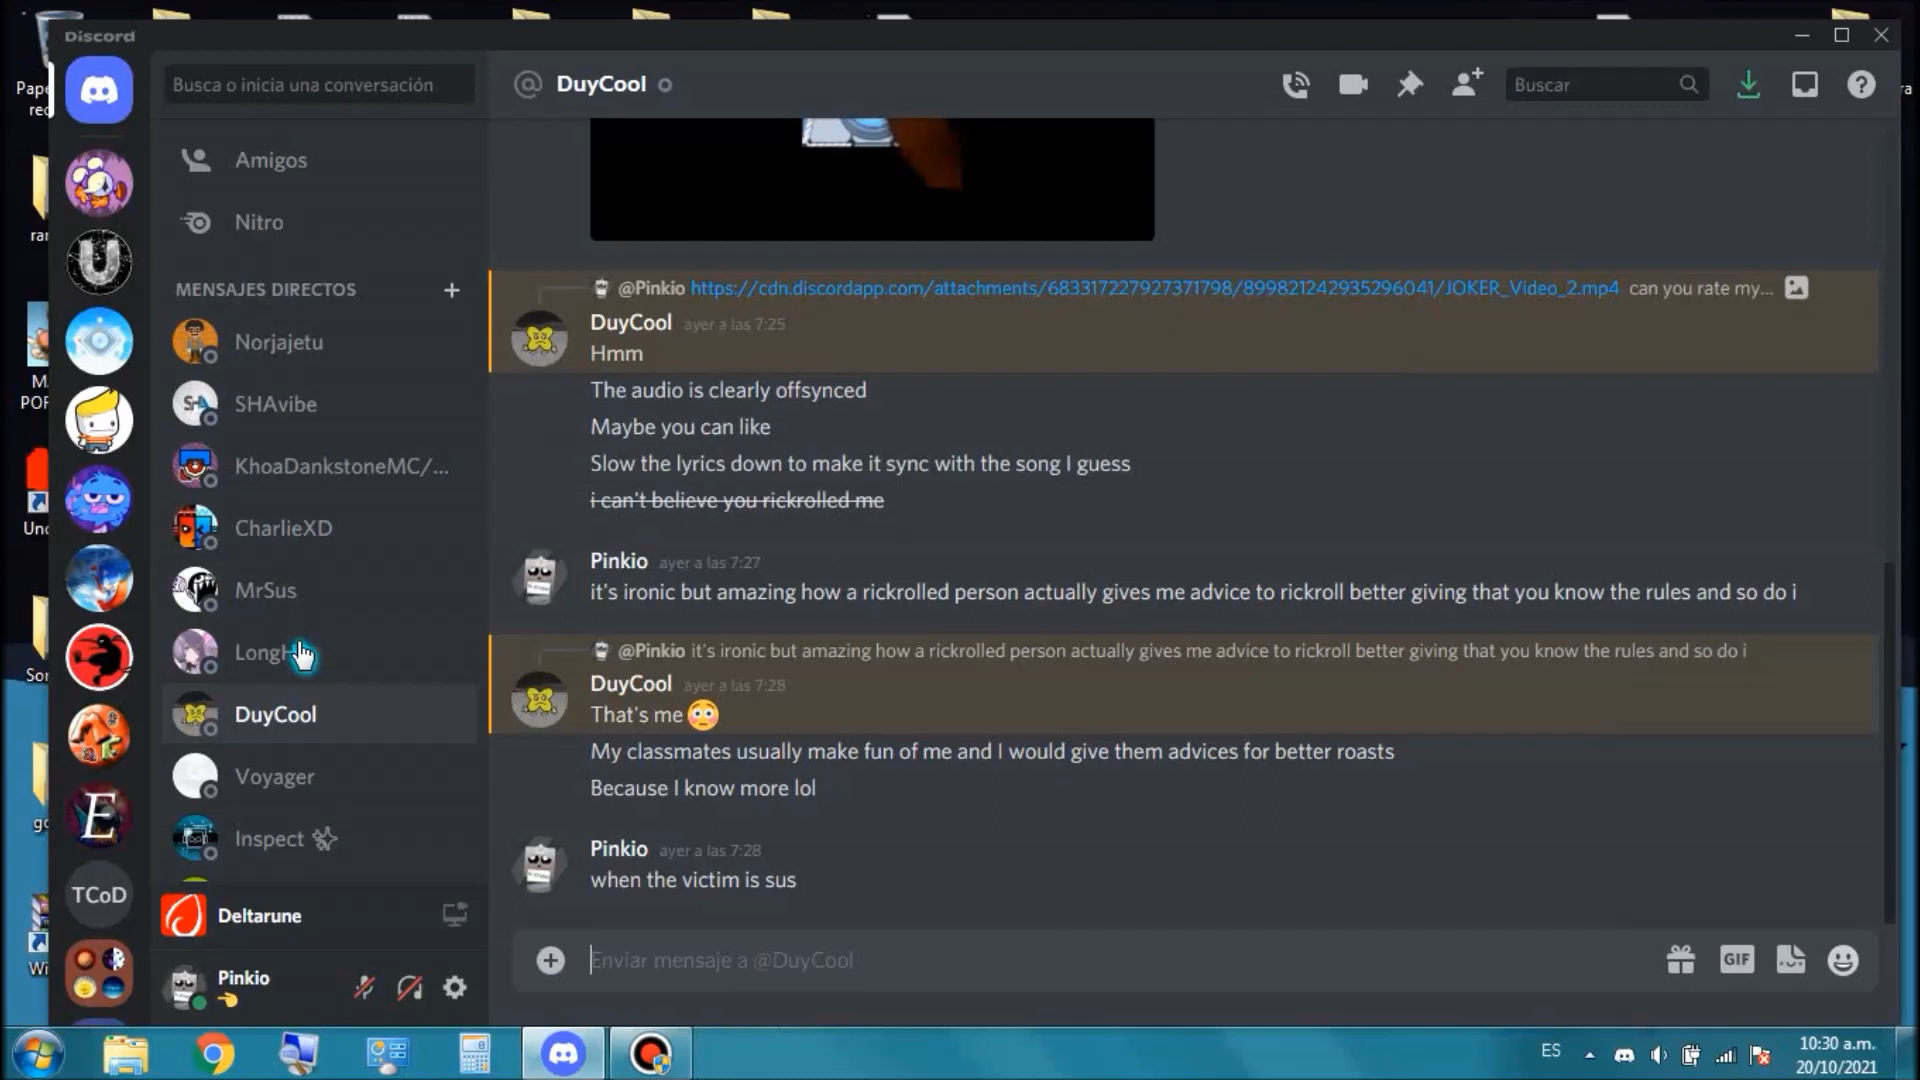 Discord
Pape
rec
Busca o inicia una conversación
DuyCool
Buscar
Amigos
Nitro
MENSAJES DIRECTOS
Norjajetu
SHAvibe
KhoaDankstoneMC/...
CharlieXD
MrSus
DuyCool
Voyager
Inspect
TCoD
Deltarune
Pinkio
@Pinkio https://cdn.discordapp.com/attachments/683317227927371798/899821242935296041/JOKER_Video_2.mp4 can you rate my...
DuyCool ayer a las 7:25
Hmm
The audio is clearly offsynced
Maybe you can like
Slow the lyrics down to make it sync with the song I guess
i can't believe you rickrolled me
Pinkio ayer a las 7:27
it's ironic but amazing how a rickrolled person actually gives me advice to rickroll better giving that you know the rules and so do i
@Pinkio it's ironic but amazing how a rickrolled person actually gives me advice to rickroll better giving that you know the rules and so do i
DuyCool ayer a las 7:28
That's me
My classmates usually make fun of me and I would give them advices for better roasts
Because I know more lol
Pinkio ayer a las 7:28
when the victim is sus
Enviar mensaje a @DuyCool
GIF
ES
10:30 a.m.
20/10/2021